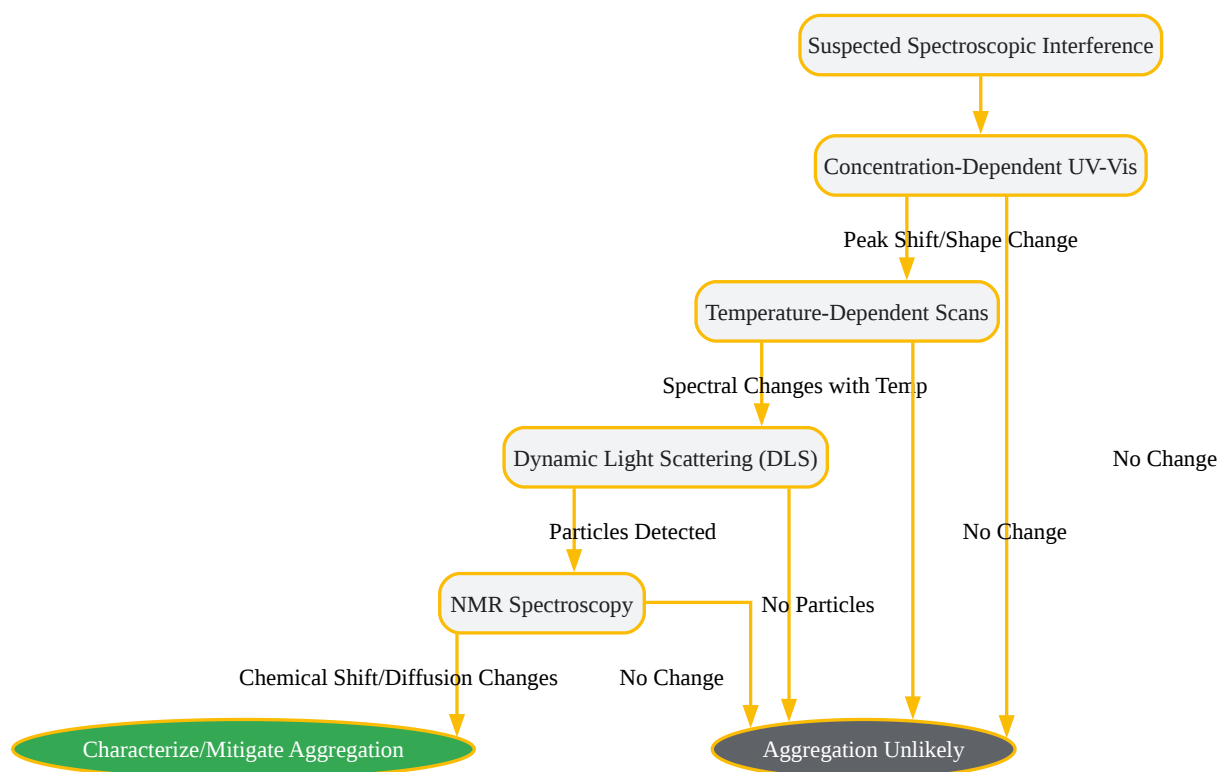 Suspected Spectroscopic Interference
Concentration-Dependent UV-Vis
Peak Shift/Shape Change
Temperature-Dependent Scans
Spectral Changes with Temp
Dynamic Light Scattering (DLS)
No Change
Particles Detected
No Change
NMR Spectroscopy
No Particles
Chemical Shift/Diffusion Changes
No Change
Characterize/Mitigate Aggregation
Aggregation Unlikely